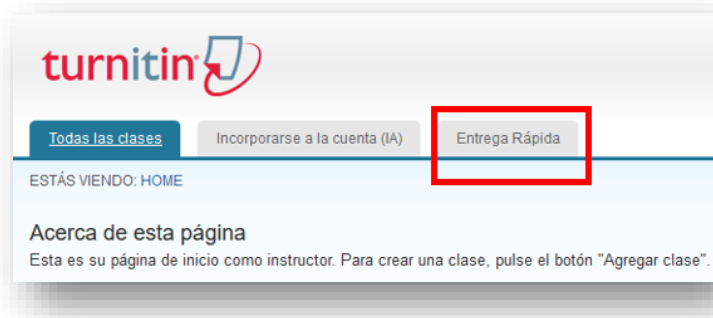 turnitin
Todas las clases Incorporarse a la cuenta (IA) Entrega Rápida
ESTÁS VIENDO: HOME
Acerca de esta página
Esta es su página de inicio como instructor. Para crear una clase, pulse el botón "Agregar clase".